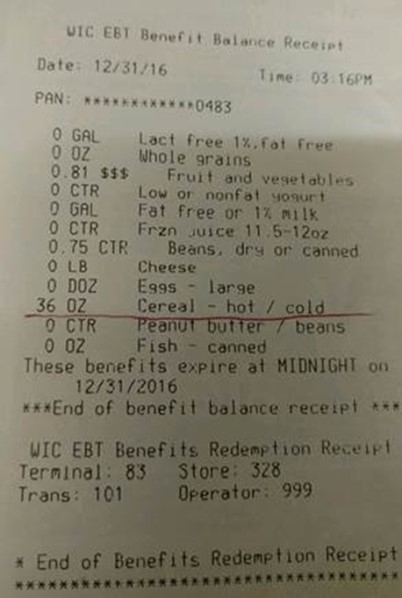 WIC EBT Benefit Balance Receipt
Date: 12/31/16 Time: 03:16PM
PAN: ************0483
0 GAL Lact free 1%,fat free
0 OZ Whole grains
0.81 $$$ Fruit and vegetables
0 CTR Low or nonfat yogurt
0 GAL Fat free or 1% milk
0 CTR Frzn juice 11.5-12oz
0.75 CTR Beans, dry or canned
0 LB Cheese
0 DOZ Eggs - large
36 OZ Cereal - hot / cold
0 CTR Peanut butter / beans
0 OZ Fish - canned
These benefits expire at MIDNIGHT on
12/31/2016
***End of benefit balance receipt ***
WIC EBT Benefits Redemption Receipt
Terminal: 83 Store: 328
Trans: 101 Operator: 999
* End of Benefits Redemption Receipt
**************************************